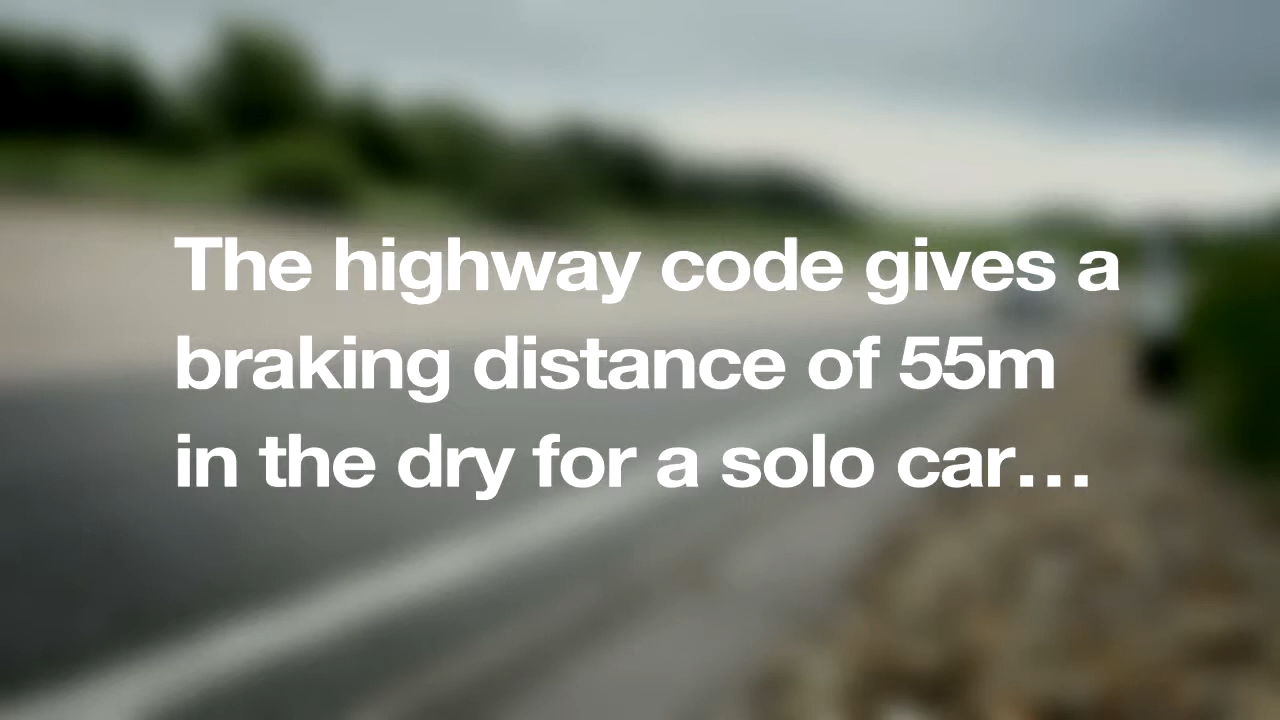 The highway code gives a
braking distance of 55m
in the dry for a solo car…